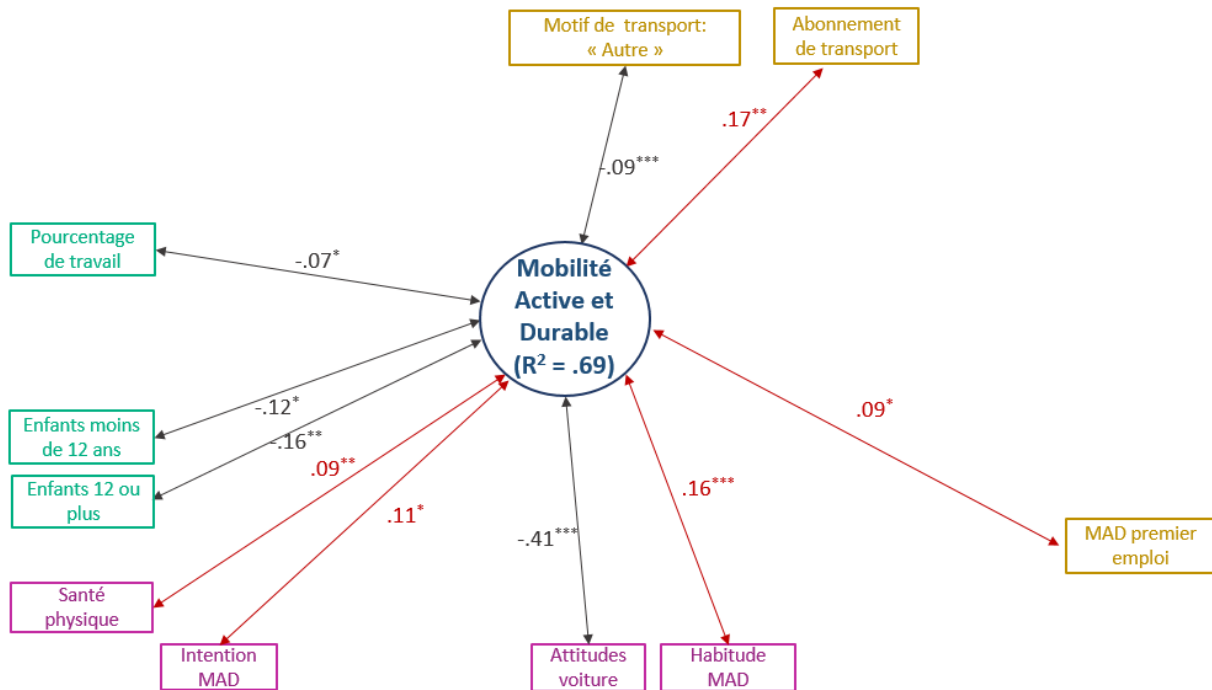 Motif de transport:
« Autre »
Abonnement
de transport
.17**
-.09***
Pourcentage
de travail
-.07*
Mobilité
Active et
Durable
(R² = .69)
-.12*
Enfants moins
de 12 ans
-.16**
.09*
Enfants 12 ou
plus
.09**
.11*
.16***
-.41***
MAD premier
emploi
Santé
physique
Intention
MAD
Attitudes
voiture
Habitude
MAD